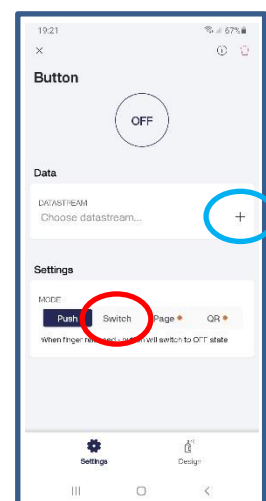 19:21 67%
Button
OFF
Data
DATASTREAM
Choose datastream...
Settings
MODE
Push Switch Page QR
When finger released - button will switch to OFF state
Settings Design